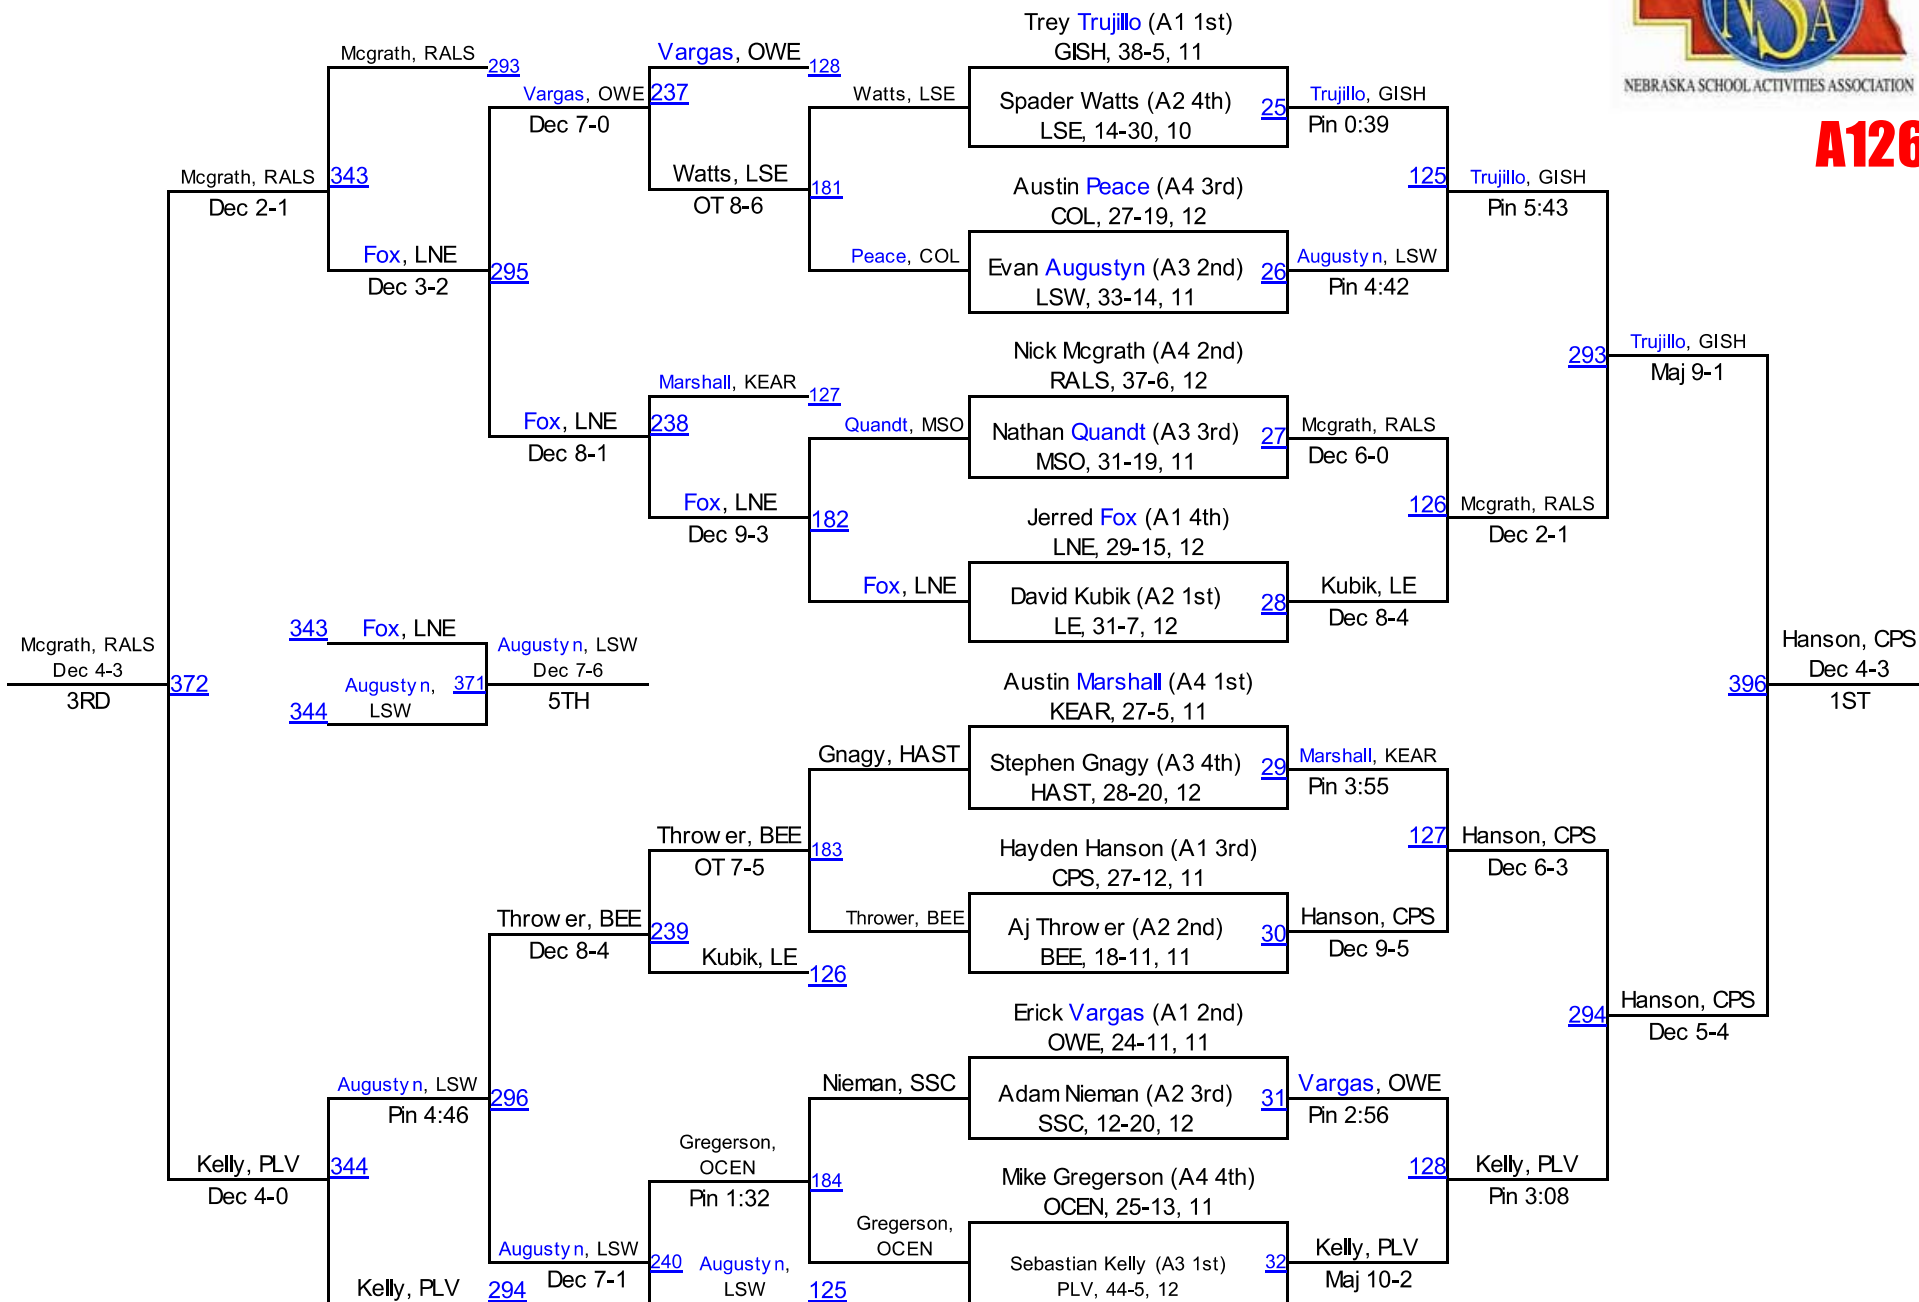 NSA
NEBRASKA SCHOOL ACTIVITIES ASSOCIATION
A126
Mcgrath, RALS
293
Vargas, OWE
237
Dec 7-0
Vargas, OWE
128
Watts, LSE
OT 8-6
181
Watts, LSE
Peace, COL
Mcgrath, RALS
343
Dec 2-1
Fox, LNE
295
Dec 3-2
Marshall, KEAR
127
Fox, LNE
238
Dec 8-1
Quandt, MSO
Fox, LNE
182
Dec 9-3
Fox, LNE
Mcgrath, RALS
Dec 4-3
372
3RD
343
Fox, LNE
Augustyn,
LSW
344
371
Augustyn, LSW
Dec 7-6
5TH
Gnagy, HAST
Thrower, BEE
183
OT 7-5
Thrower, BEE
Thrower, BEE
239
Dec 8-4
Kubik, LE
126
Augustyn, LSW
296
Pin 4:46
Nieman, SSC
Gregerson,
OCEN
184
Pin 1:32
Gregerson,
OCEN
Kelly, PLV
344
Dec 4-0
Augustyn, LSW
240
Dec 7-1
Augustyn,
LSW
125
Kelly, PLV
294
Trey Trujillo (A1 1st)
GISH, 38-5, 11
Spader Watts (A2 4th)
LSE, 14-30, 10
25
Austin Peace (A4 3rd)
COL, 27-19, 12
Evan Augustyn (A3 2nd)
LSW, 33-14, 11
26
Nick Mcgrath (A4 2nd)
RALS, 37-6, 12
Nathan Quandt (A3 3rd)
MSO, 31-19, 11
27
Jerred Fox (A1 4th)
LNE, 29-15, 12
David Kubik (A2 1st)
LE, 31-7, 12
28
Austin Marshall (A4 1st)
KEAR, 27-5, 11
Stephen Gnagy (A3 4th)
HAST, 28-20, 12
29
Hayden Hanson (A1 3rd)
CPS, 27-12, 11
Aj Thrower (A2 2nd)
BEE, 18-11, 11
30
Erick Vargas (A1 2nd)
OWE, 24-11, 11
Adam Nieman (A2 3rd)
SSC, 12-20, 12
31
Mike Gregerson (A4 4th)
OCEN, 25-13, 11
Sebastian Kelly (A3 1st)
PLV, 44-5, 12
32
Trujillo, GISH
Pin 0:39
125
Augustyn, LSW
Pin 4:42
Trujillo, GISH
Pin 5:43
Mcgrath, RALS
Dec 6-0
126
Kubik, LE
Dec 8-4
Mcgrath, RALS
Dec 2-1
293
Trujillo, GISH
Maj 9-1
Marshall, KEAR
Pin 3:55
127
Hanson, CPS
Dec 9-5
Hanson, CPS
Dec 6-3
Vargas, OWE
Pin 2:56
128
Kelly, PLV
Maj 10-2
Kelly, PLV
Pin 3:08
294
Hanson, CPS
Dec 5-4
396
Hanson, CPS
Dec 4-3
1ST